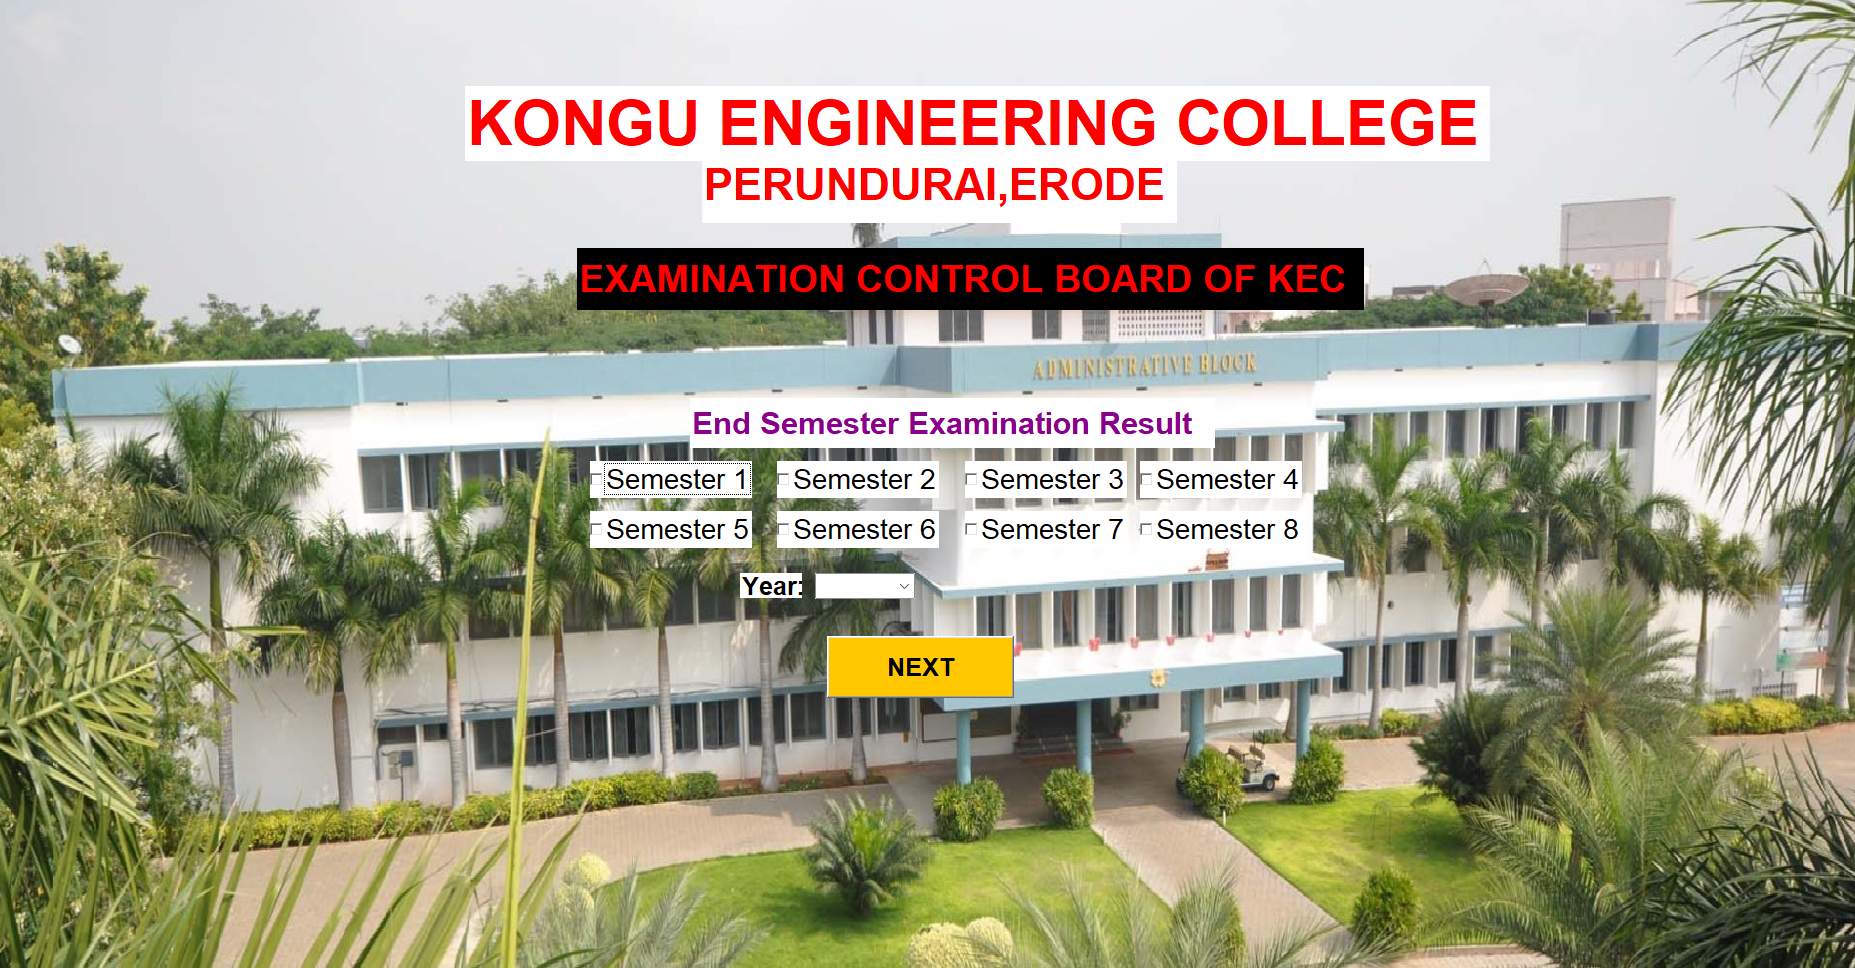 KONGU ENGINEERING COLLEGE
PERUNDURAI,ERODE
EXAMINATION CONTROL BOARD OF KEC
ADMINISTRATIVE BLOCK
End Semester Examination Result
Semester 1 Semester 2 Semester 3 Semester 4
Semester 5 Semester 6 Semester 7 Semester 8
Year:
NEXT